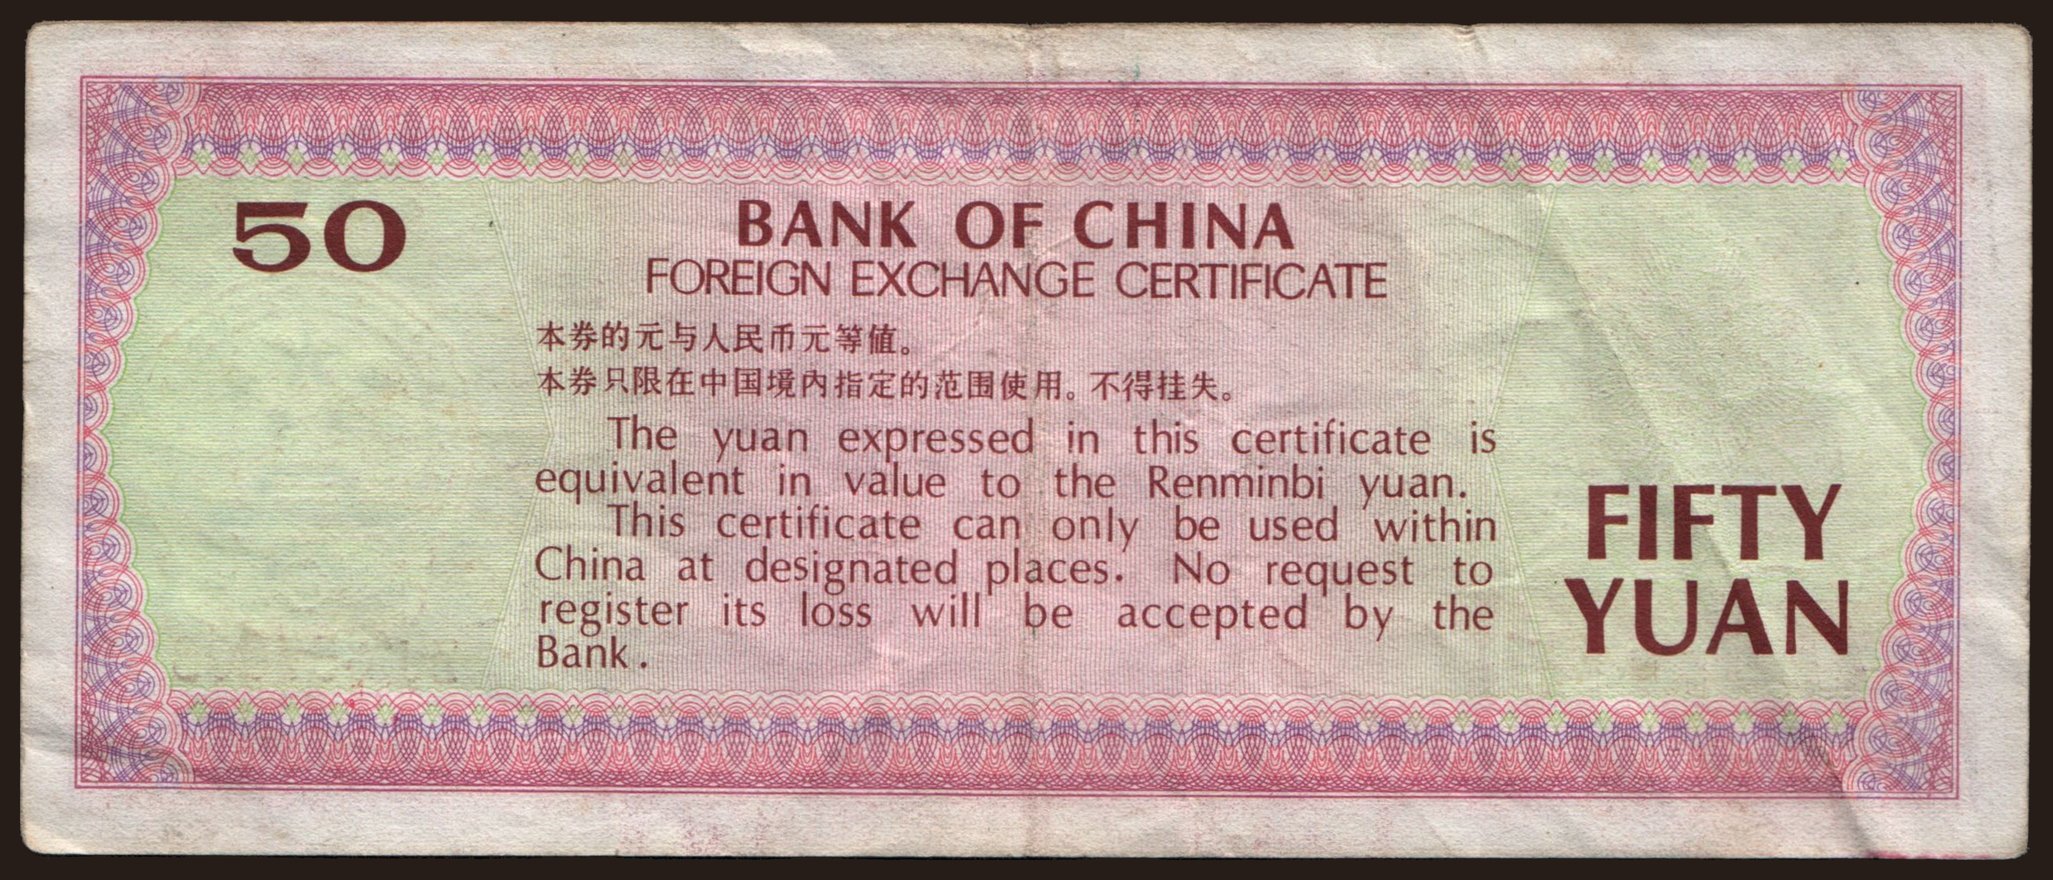 50
BANK OF CHINA
FOREIGN EXCHANGE CERTIFICATE
本券的元与人民币元等值。
本券只限在中国境内指定的范围使用。不得挂失。
The yuan expressed in this certificate is
equivalent in value to the Renminbi yuan.
This certificate can only be used within
China at designated places. No request to
register its loss will be accepted by the
Bank.
FIFTY
YUAN